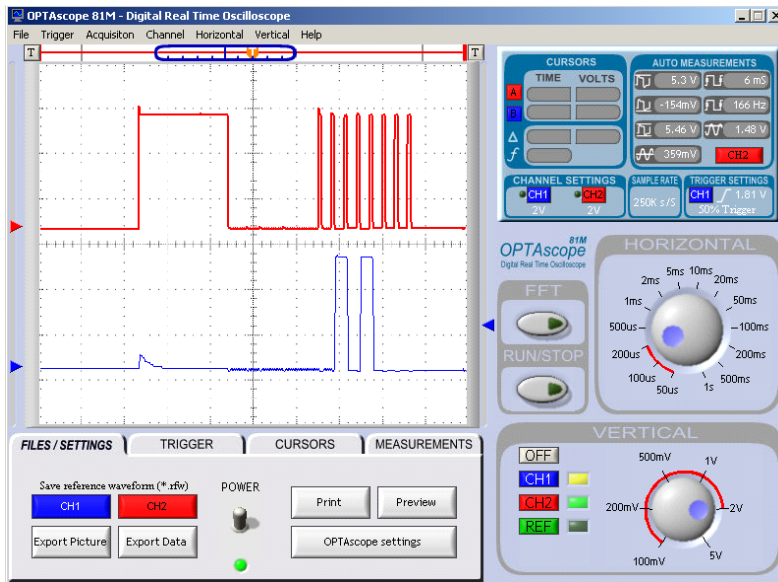 OPTAscope 81M - Digital Real Time Oscilloscope
File Trigger Acquisiton Channel Horizontal Vertical Help
T T T
CURSORS
TIME VOLTS
A
B
Δ
f
AUTO MEASUREMENTS
5.3 V 6 mS
-154mV 166 Hz
5.46 V 1.48 V
359mV CH2
CHANNEL SETTINGS
CH1 CH2
2V 2V
SAMPLE RATE
250K s/S
TRIGGER SETTINGS
CH1 1.81 V
50% Trigger
81M
OPTAscope
Digital Real Time Oscilloscope
FFT
RUN/STOP
HORIZONTAL
5ms 10ms
2ms 20ms
1ms 50ms
500us 100ms
200us 200ms
100us 500ms
50us 1s
FILES / SETTINGS TRIGGER CURSORS MEASUREMENTS
Save reference waveform (*.rfw)
CH1 CH2
Export Picture Export Data
POWER
Print Preview
OPTAscope settings
VERTICAL
OFF
CH1
CH2
REF
500mV 1V
200mV 2V
100mV 5V